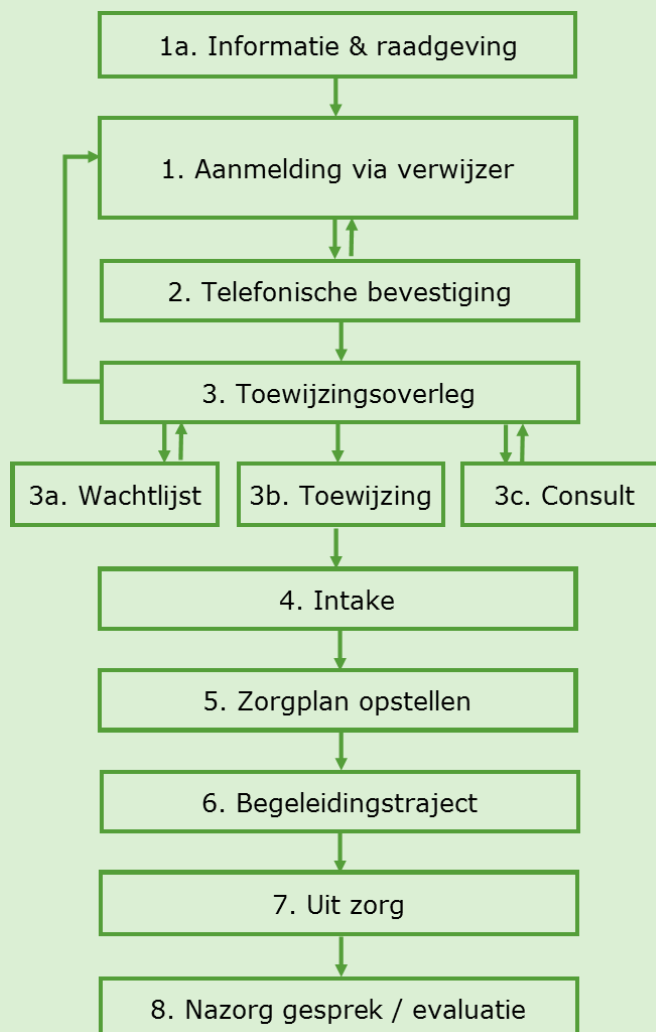 1a. Informatie & raadgeving
1. Aanmelding via verwijzer
2. Telefonische bevestiging
3. Toewijzingsoverleg
3a. Wachtlijst
3b. Toewijzing
3c. Consult
4. Intake
5. Zorgplan opstellen
6. Begeleidingstraject
7. Uit zorg
8. Nazorg gesprek / evaluatie